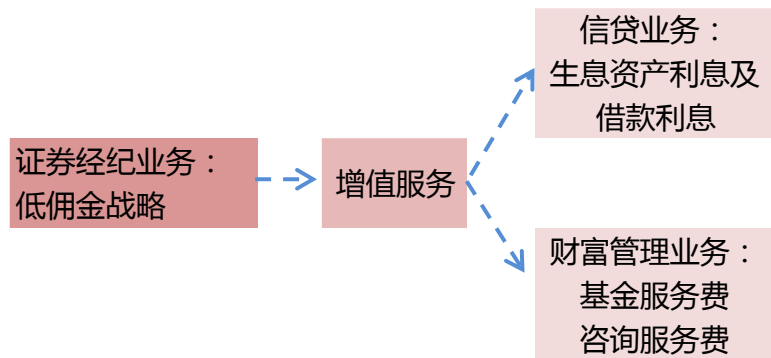 证券经纪业务：
低佣金战略
增值服务
信贷业务：
生息资产利息及
借款利息
财富管理业务：
基金服务费
咨询服务费